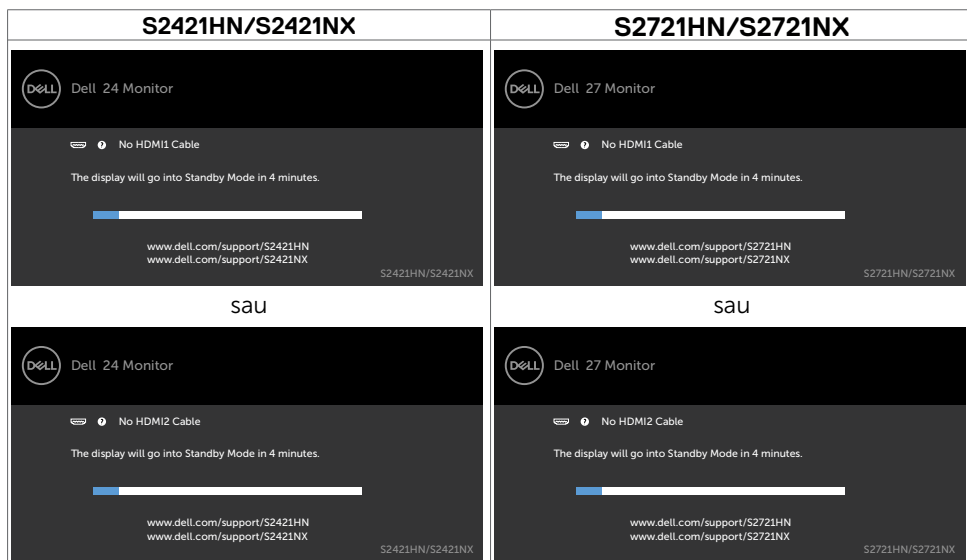 S2421HN/S2421NX
DELL
Dell 24 Monitor
No HDMI1 Cable
The display will go into Standby Mode in 4 minutes.
www.dell.com/support/S2421HN
www.dell.com/support/S2421NX
S2421HN/S2421NX
sau
DELL
Dell 24 Monitor
No HDMI2 Cable
The display will go into Standby Mode in 4 minutes.
www.dell.com/support/S2421HN
www.dell.com/support/S2421NX
S2421HN/S2421NX
S2721HN/S2721NX
DELL
Dell 27 Monitor
No HDMI1 Cable
The display will go into Standby Mode in 4 minutes.
www.dell.com/support/S2721HN
www.dell.com/support/S2721NX
S2721HN/S2721NX
sau
DELL
Dell 27 Monitor
No HDMI2 Cable
The display will go into Standby Mode in 4 minutes.
www.dell.com/support/S2721HN
www.dell.com/support/S2721NX
S2721HN/S2721NX